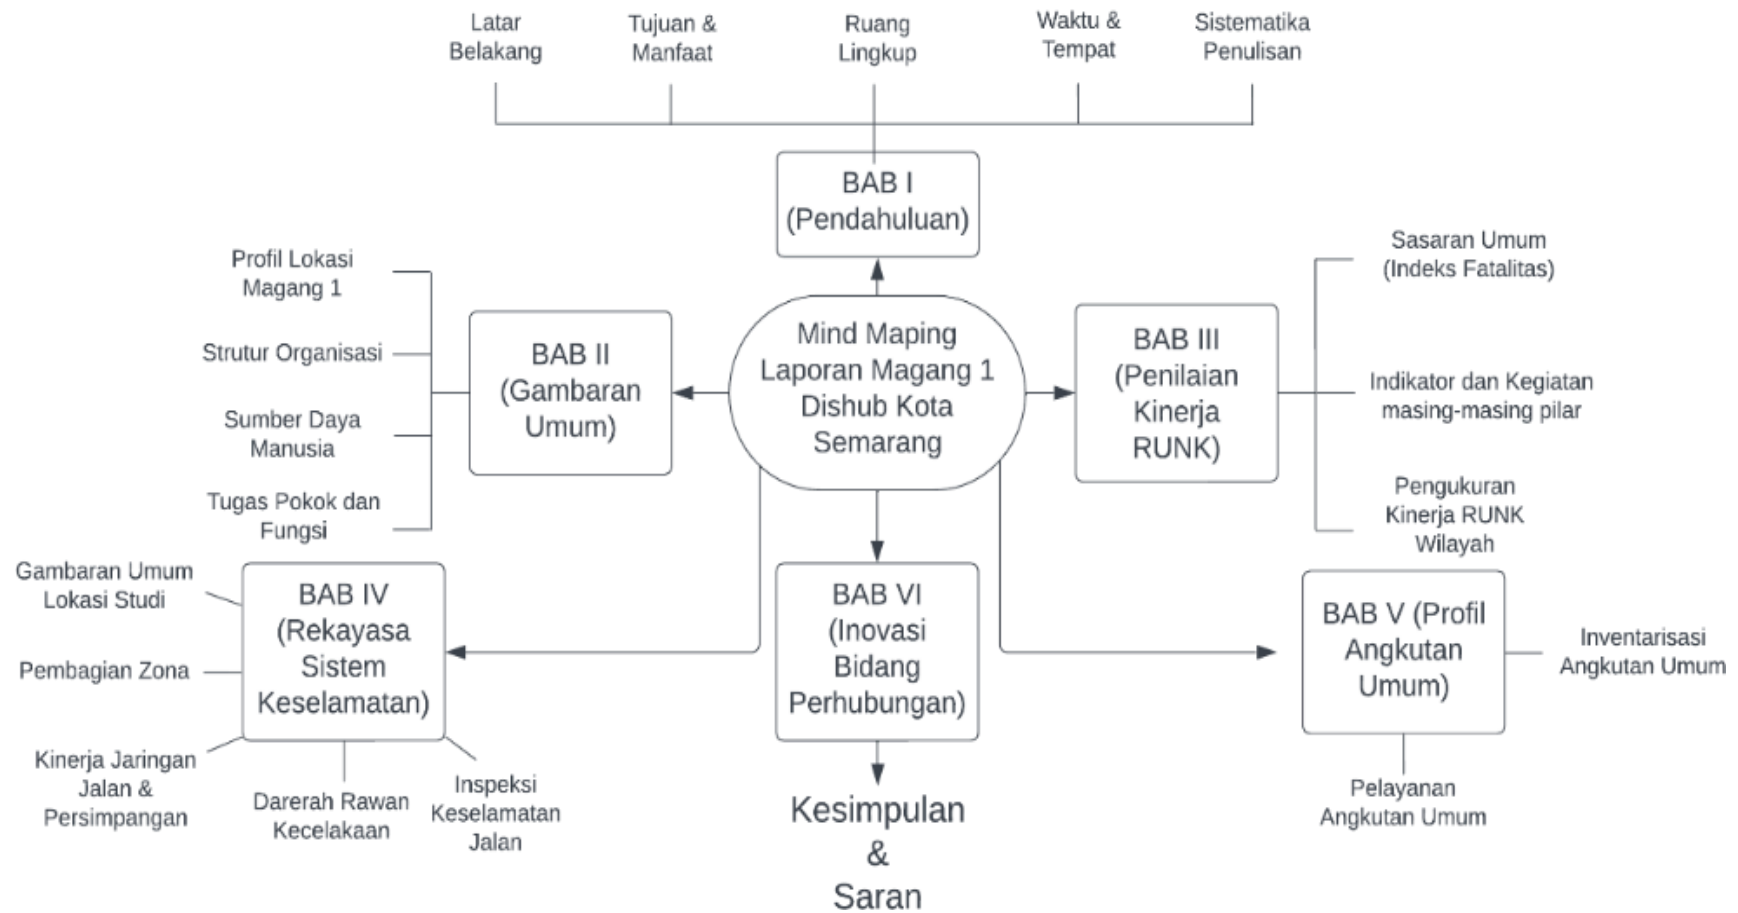 Latar
Belakang
Tujuan &
Manfaat
Ruang
Lingkup
Waktu &
Tempat
Sistematika
Penulisan
BAB I
(Pendahuluan)
Profil Lokasi
Magang 1
Strutur Organisasi
Sumber Daya
Manusia
Tugas Pokok dan
Fungsi
BAB II
(Gambaran
Umum)
Mind Maping
Laporan Magang 1
Dishub Kota
Semarang
BAB III
(Penilaian
Kinerja
RUNK)
Sasaran Umum
(Indeks Fatalitas)
Indikator dan Kegiatan
masing-masing pilar
Pengukuran
Kinerja RUNK
Wilayah
Gambaran Umum
Lokasi Studi
Pembagian Zona
Kinerja Jaringan
Jalan &
Persimpangan
Darerah Rawan
Kecelakaan
Inspeksi
Keselamatan
Jalan
BAB IV
(Rekayasa
Sistem
Keselamatan)
BAB VI
(Inovasi
Bidang
Perhubungan)
Kesimpulan
&
Saran
BAB V (Profil
Angkutan
Umum)
Inventarisasi
Angkutan Umum
Pelayanan
Angkutan Umum